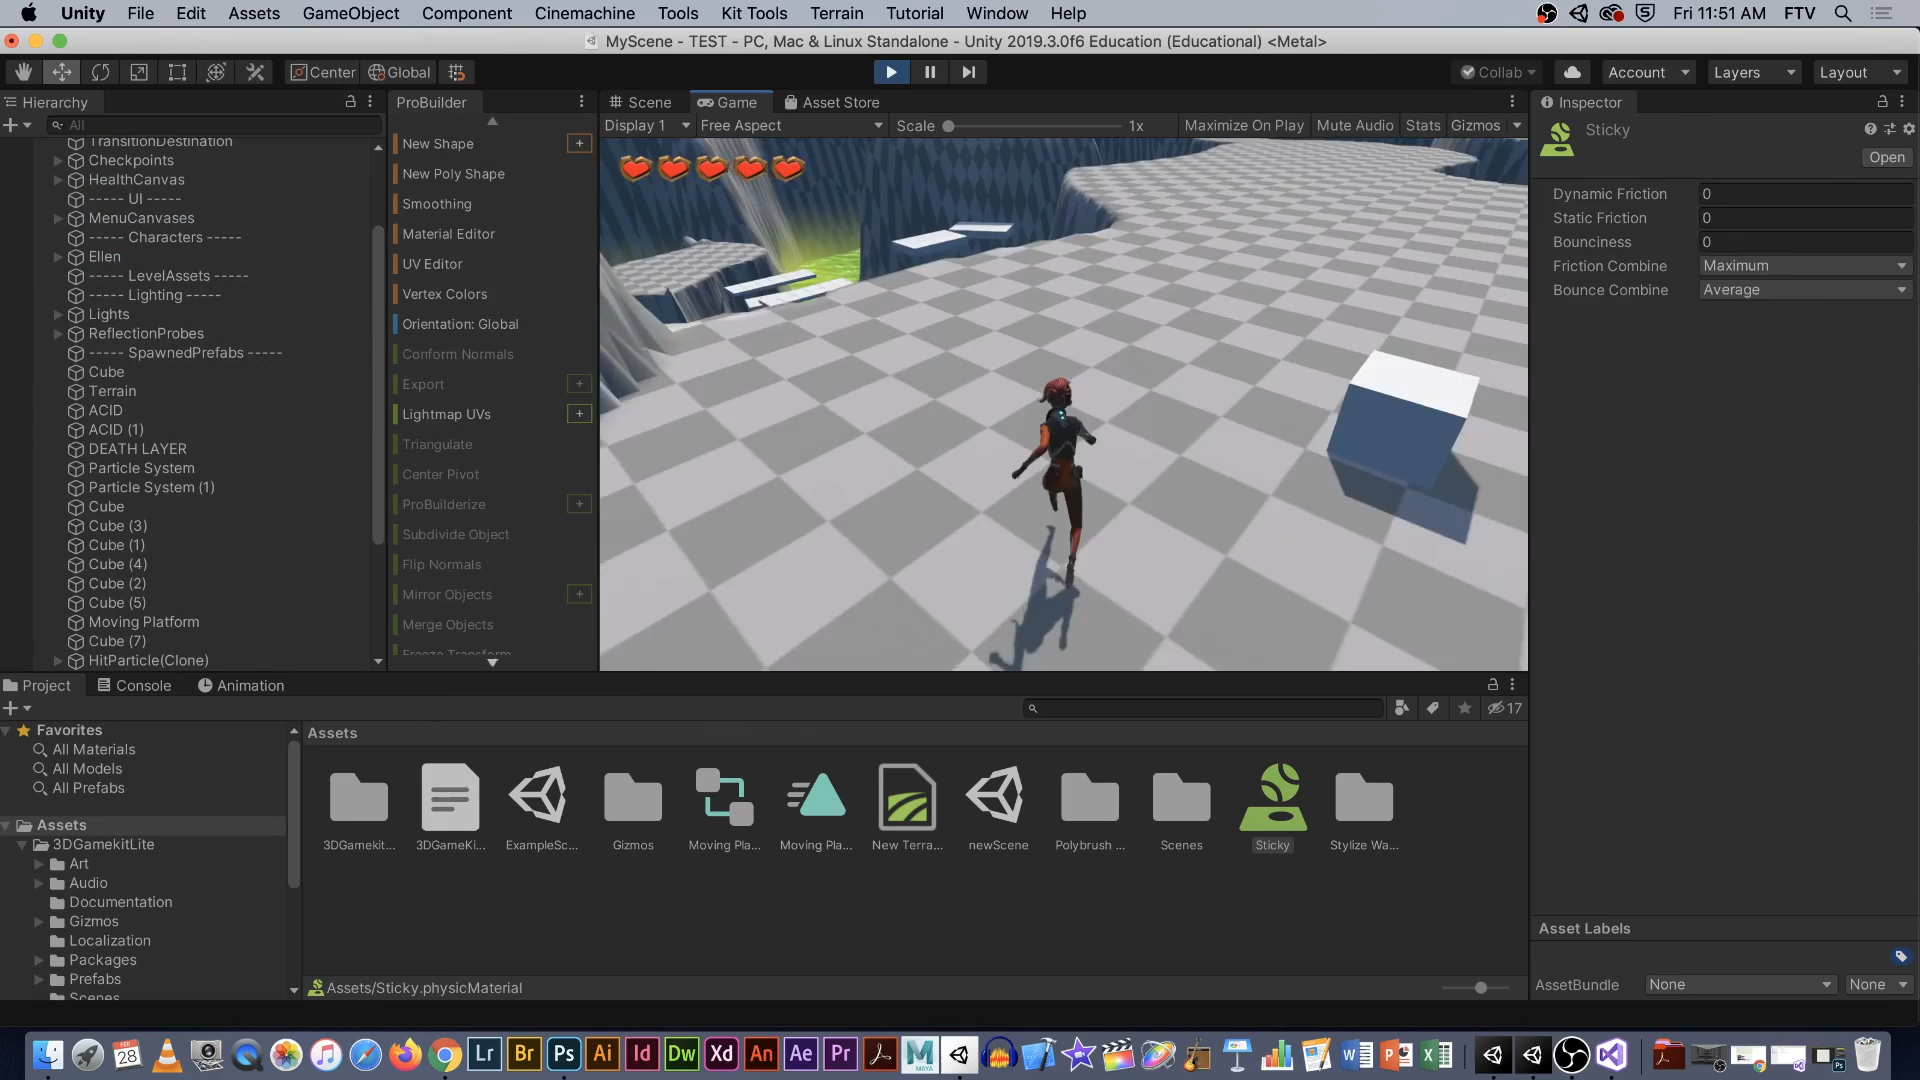 Unity File Edit Assets GameObject Component Cinemachine Tools Kit Tools Terrain Tutorial Window Help Fri 11:51 AM FTV
MyScene - TEST - PC, Mac & Linux Standalone - Unity 2019.3.0f6 Education (Educational) <Metal>
Center Global Collab Account Layers Layout
Hierarchy
All
TransitionDestination
Checkpoints
HealthCanvas
----- UI -----
MenuCanvases
----- Characters -----
Ellen
----- LevelAssets -----
----- Lighting -----
Lights
ReflectionProbes
----- SpawnedPrefabs -----
Cube
Terrain
ACID
ACID (1)
DEATH LAYER
Particle System
Particle System (1)
Cube
Cube (3)
Cube (1)
Cube (4)
Cube (2)
Cube (5)
Moving Platform
Cube (7)
HitParticle(Clone)
ProBuilder
New Shape
New Poly Shape
Smoothing
Material Editor
UV Editor
Vertex Colors
Orientation: Global
Conform Normals
Export
Lightmap UVs
Triangulate
Center Pivot
ProBuilderize
Subdivide Object
Flip Normals
Mirror Objects
Merge Objects
Freeze Transform
Scene Game Asset Store
Display 1 Free Aspect Scale 1x Maximize On Play Mute Audio Stats Gizmos
Inspector
Sticky
Open
Dynamic Friction 0
Static Friction 0
Bounciness 0
Friction Combine Maximum
Bounce Combine Average
Asset Labels
AssetBundle None None
Project Console Animation
17
Favorites
All Materials
All Models
All Prefabs
Assets
3DGamekitLite
Art
Audio
Documentation
Gizmos
Localization
Packages
Prefabs
Scenes
Assets
3DGamekit... 3DGameKi... ExampleSc... Gizmos Moving Pla... Moving Pla... New Terra... newScene Polybrush ... Scenes Sticky Stylize Wa...
Assets/Sticky.physicMaterial
FEB 28 Lr Br Ps Ai Id Dw Xd An Ae Pr MAYA